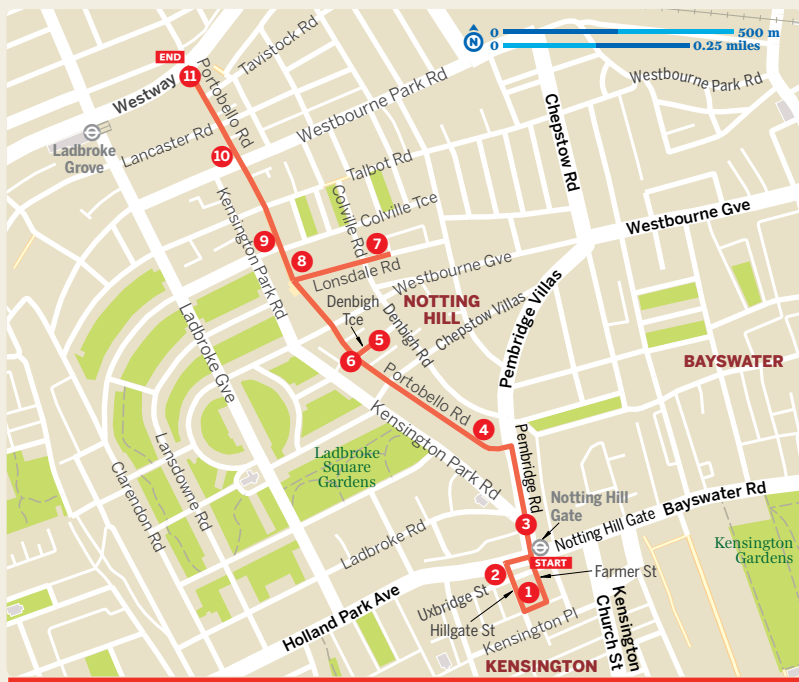 0
500 m
N
0
0.25 miles
END
11
Portobello Rd
Tavistock Rd
Westway
Westbourne Park Rd
Westbourne Park Rd
Chepstow Rd
Ladbroke
Grove
Lancaster Rd
10
Talbot Rd
Kensington Park Rd
Colville Rd
Colville Tce
Westbourne Gve
9
8
7
Lonsdale Rd
Westbourne Gve
Denbigh
Tce
NOTTING
HILL
Denbigh Rd
Chepstow Villas
Pembridge Villas
Ladbroke Gve
5
6
BAYSWATER
Portobello Rd
4
Kensington Park Rd
Pembridge Rd
Ladbroke
Square
Gardens
Lansdowne Rd
Clarendon Rd
Notting Hill
Gate
Bayswater Rd
3
Notting Hill Gate
Ladbroke Rd
Kensington
Gardens
START
2
Farmer St
1
Uxbridge St
Holland Park Ave
Hillgate St
Kensington Pl
Kensington
Church St
KENSINGTON